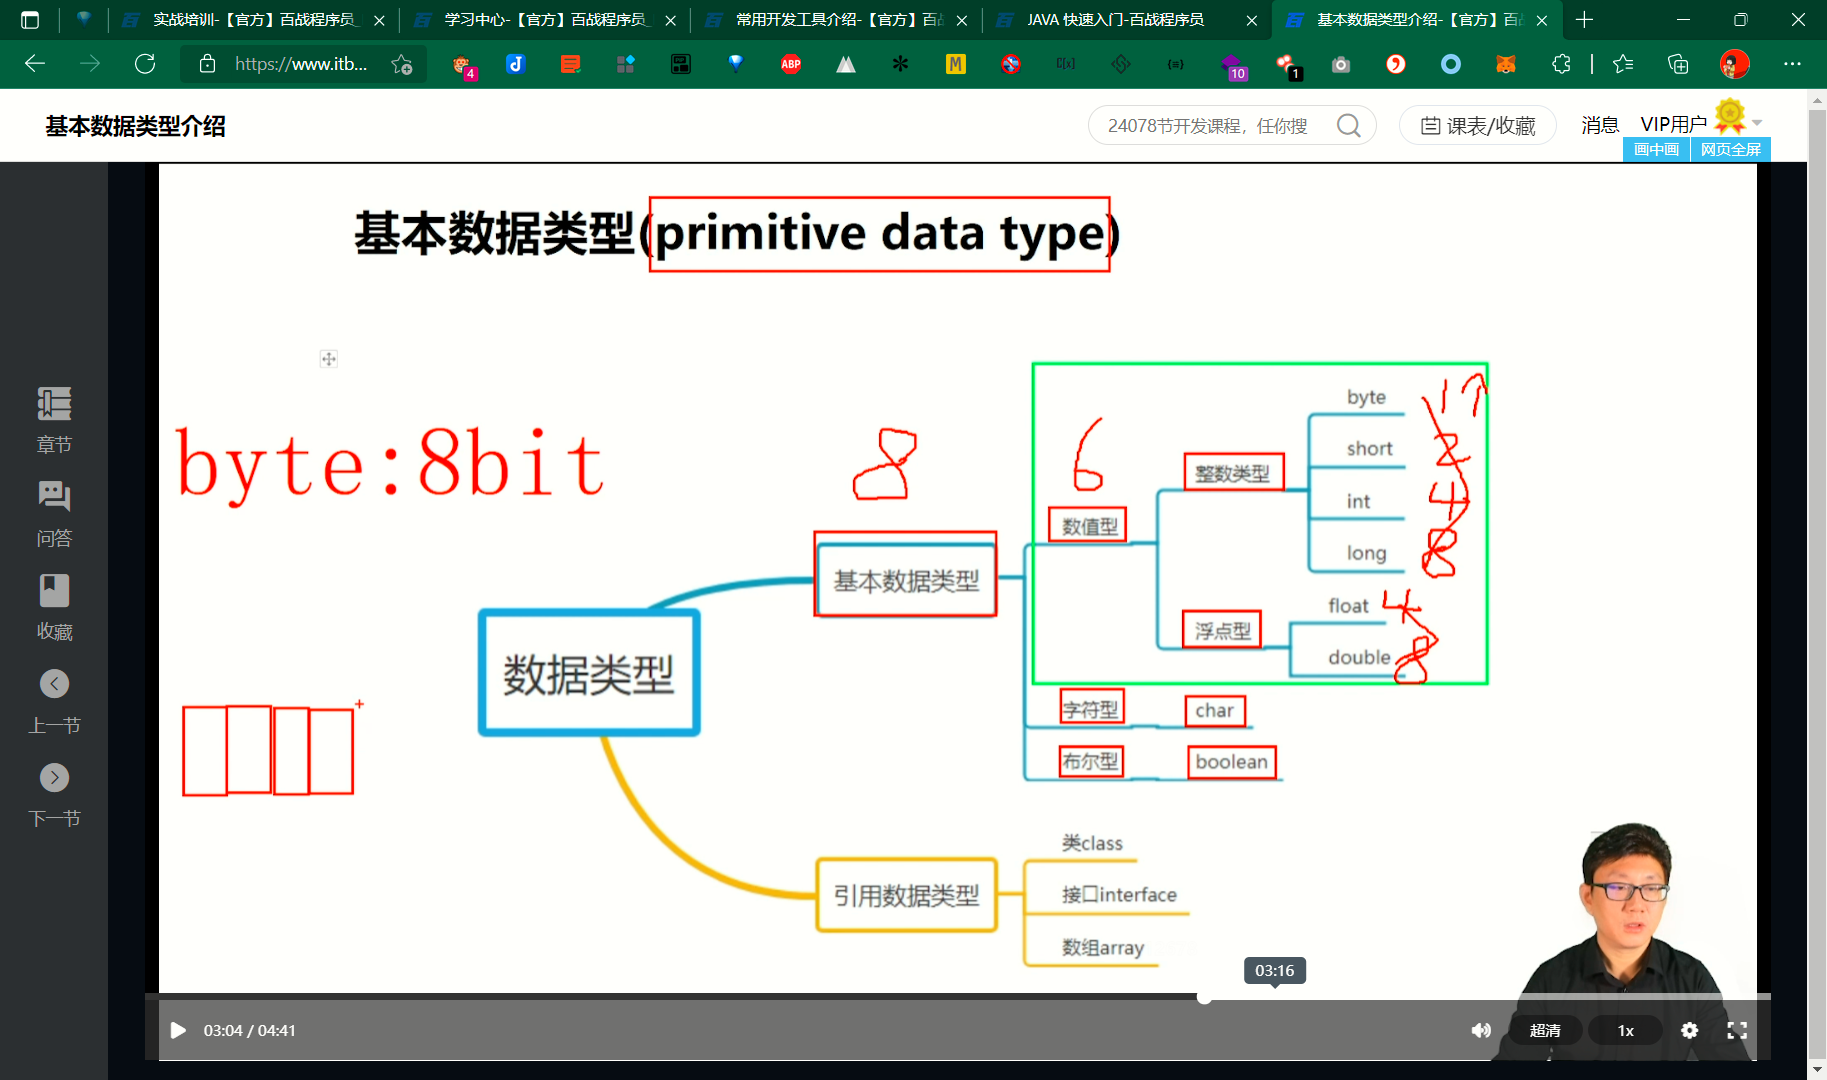 实战培训-【官方】百战程序员_
学习中心-【官方】百战程序员_
常用开发工具介绍-【官方】百战
JAVA 快速入门-百战程序员
基本数据类型介绍-【官方】百战
https://www.itb...
4
ABP
M
C[x]
10
1
基本数据类型介绍
24078节开发课程，任你搜
课表/收藏
消息
VIP用户
画中画
网页全屏
章节
问答
收藏
上一节
下一节
基本数据类型(primitive data type)
byte:8bit
8
6
数据类型
基本数据类型
数值型
整数类型
byte 1
short 2
int 4
long 8
浮点型
float 4
double 8
字符型
char
布尔型
boolean
引用数据类型
类class
接口interface
数组array
03:16
03:04 / 04:41
超清
1x